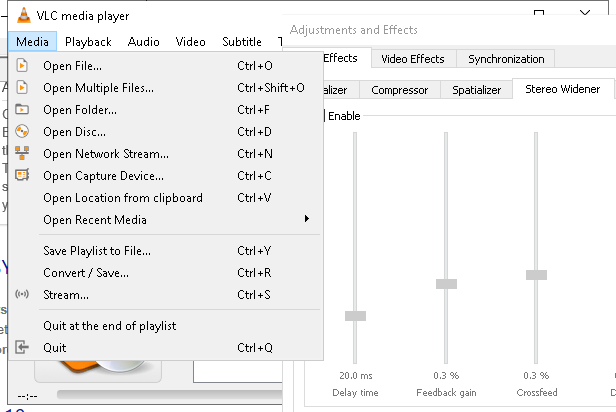 VLC media player
Media Playback Audio Video Subtitle
Open File... Ctrl+O
Open Multiple Files... Ctrl+Shift+O
Open Folder... Ctrl+F
Open Disc... Ctrl+D
Open Network Stream... Ctrl+N
Open Capture Device... Ctrl+C
Open Location from clipboard Ctrl+V
Open Recent Media
Save Playlist to File... Ctrl+Y
Convert / Save... Ctrl+R
Stream... Ctrl+S
Quit at the end of playlist
Quit Ctrl+Q
--:--
Adjustments and Effects
Effects Video Effects Synchronization
alizer Compressor Spatializer Stereo Widener
Enable
20.0 ms 0.3 % 0.3 %
Delay time Feedback gain Crossfeed